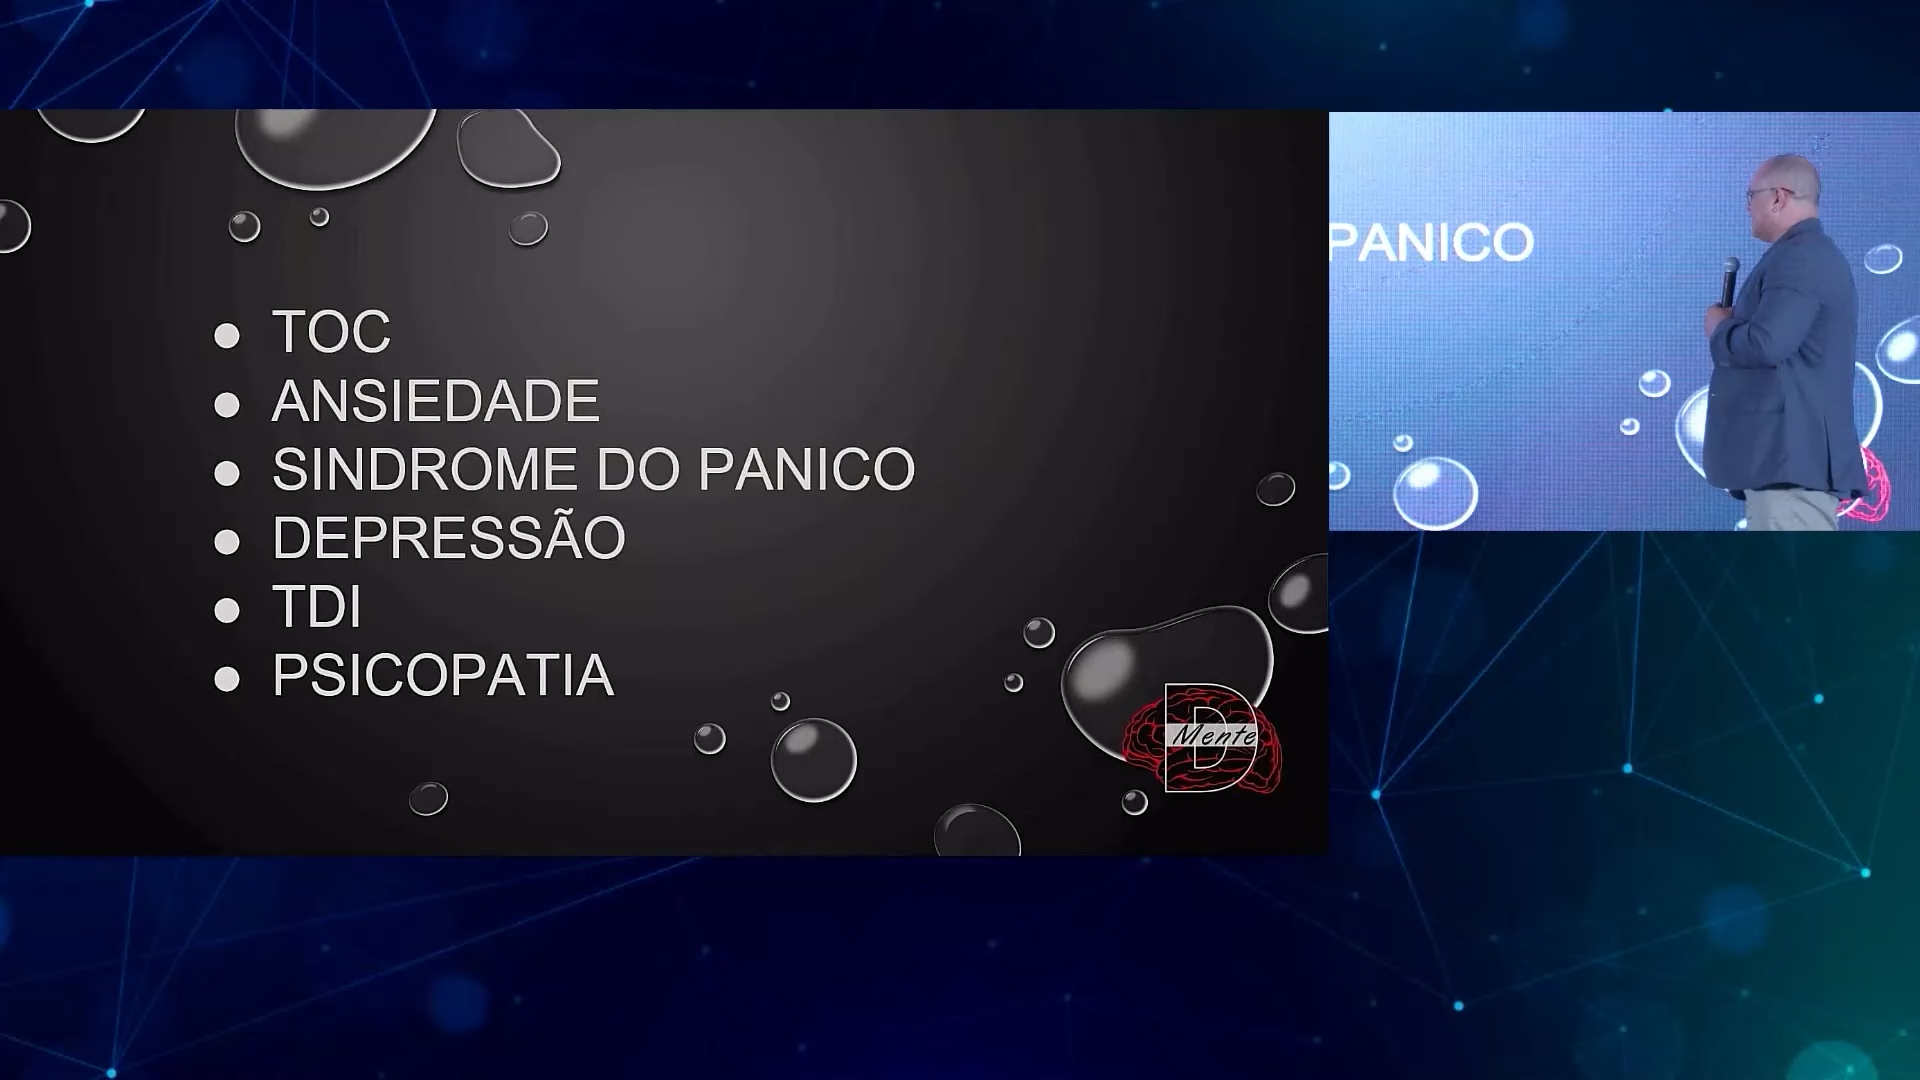 TOC
ANSIEDADE
SINDROME DO PANICO
DEPRESSÃO
TDI
PSICOPATIA
D
Mente
PANICO